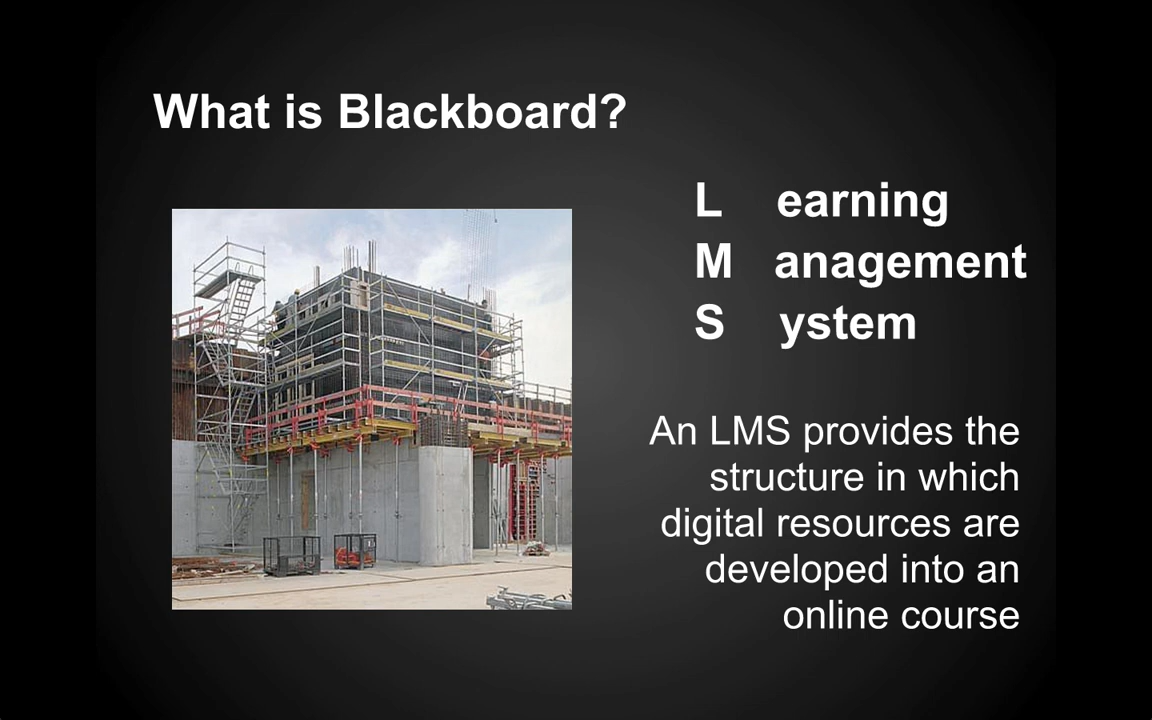 What is Blackboard?
L earning
M anagement
S ystem
An LMS provides the
structure in which
digital resources are
developed into an
online course